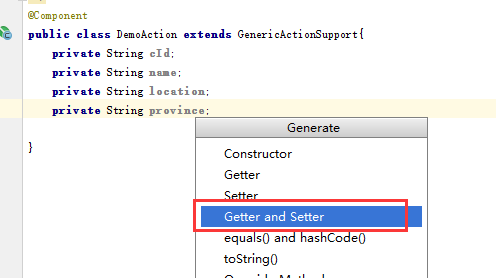 @Component
public class DemoAction extends GenericActionSupport{
private String cId;
private String name;
private String location;
private String province;
}
Generate
Constructor
Getter
Setter
Getter and Setter
equals() and hashCode()
toString()